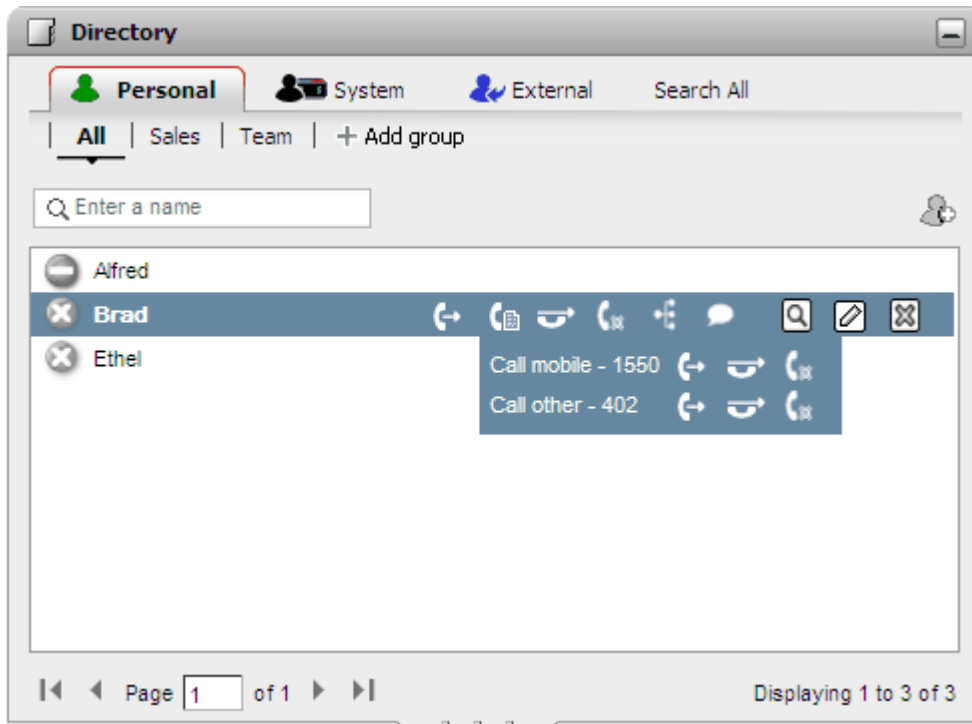 Directory
Personal System External Search All
All | Sales | Team | + Add group
Enter a name
Alfred
Brad
Ethel
Call mobile - 1550
Call other - 402
Page 1 of 1 Displaying 1 to 3 of 3